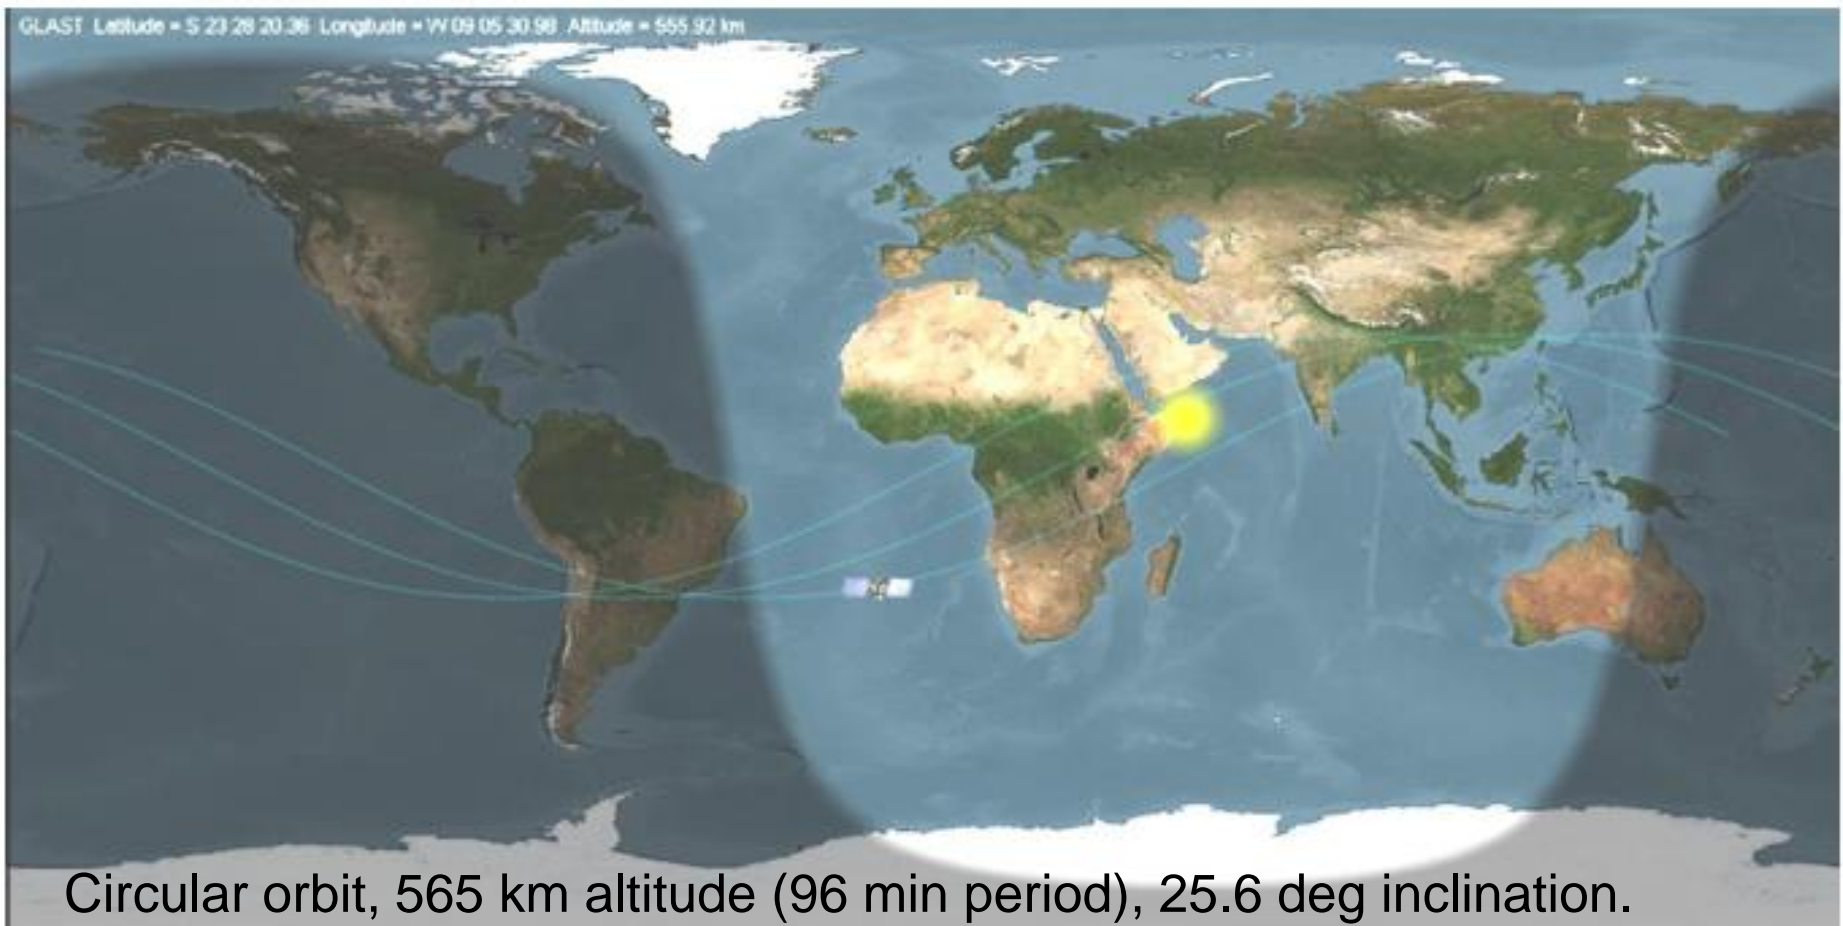 GLAST Latitude = S 23 28 20.36 Longitude = W 09 05 30.98 Altitude = 555.92 km
Circular orbit, 565 km altitude (96 min period), 25.6 deg inclination.